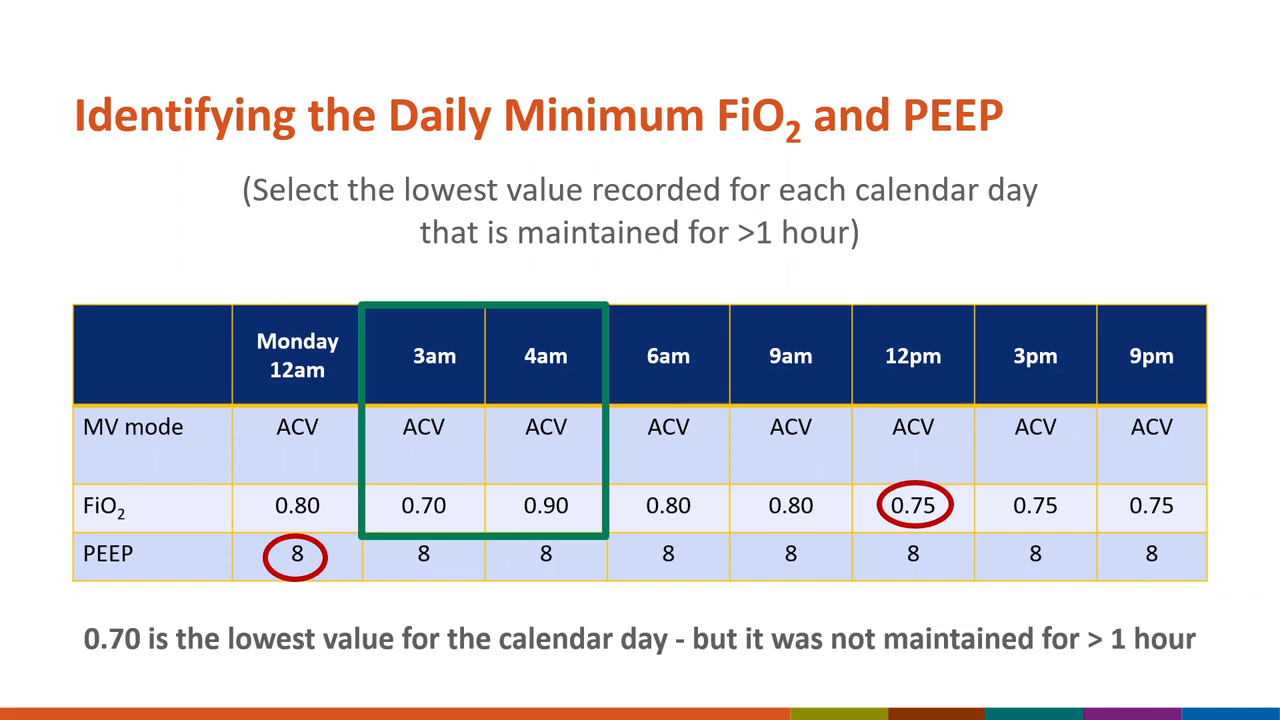 Identifying the Daily Minimum FiO₂ and PEEP
(Select the lowest value recorded for each calendar day
that is maintained for >1 hour)
Monday 12am 3am 4am 6am 9am 12pm 3pm 9pm
MV mode ACV ACV ACV ACV ACV ACV ACV ACV
FiO₂ 0.80 0.70 0.90 0.80 0.80 0.75 0.75 0.75
PEEP 8 8 8 8 8 8 8 8
0.70 is the lowest value for the calendar day - but it was not maintained for > 1 hour